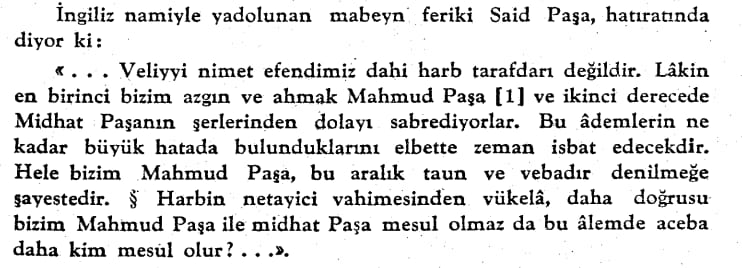 İngiliz namiyle yadolunan mabeyn feriki Said Paşa, hatıratında
diyor ki:
«... Veliyyi nimet efendimiz dahi harb tarafdarı değildir. Lâkin
en birinci bizim azgın ve ahmak Mahmud Paşa [1] ve ikinci derecede
Midhat Paşanın şerlerinden dolayı sabrediyorlar. Bu âdemlerin ne
kadar büyük hatada bulunduklarını elbette zeman isbat edecekdir.
Hele bizim Mahmud Paşa, bu aralık taun ve vebadır denilmeğe
şayestedir. § Harbin netayici vahimesinden vükelâ, daha doğrusu
bizim Mahmud Paşa ile midhat Paşa mesul olmaz da bu âlemde aceba
daha kim mesul olur?...».